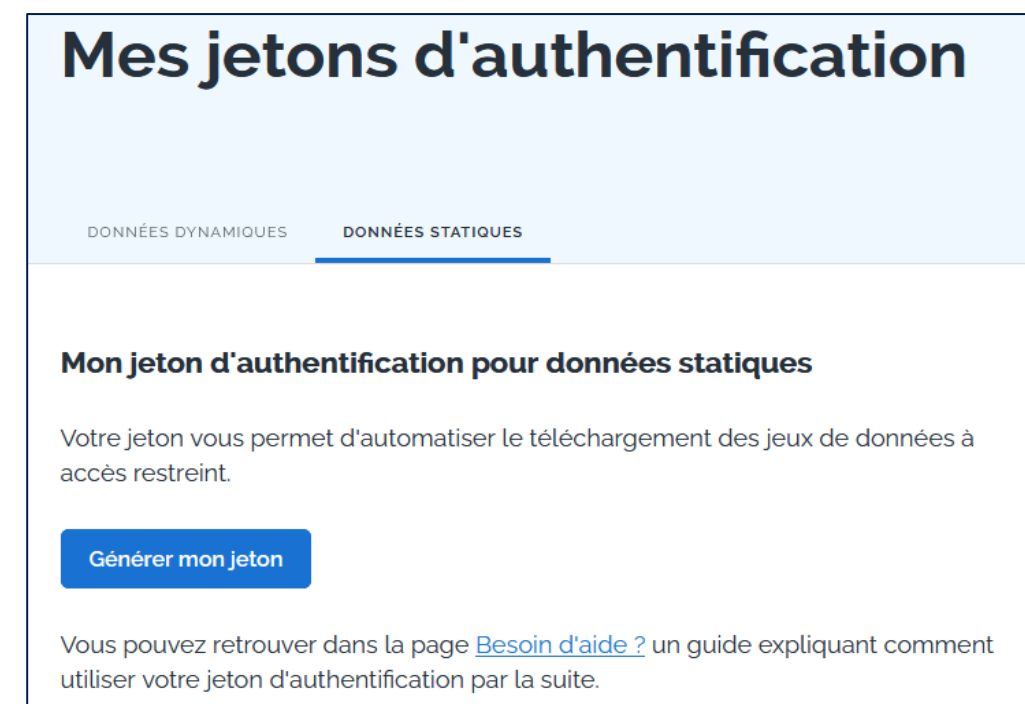 Mes jetons d'authentification
DONNÉES DYNAMIQUES
DONNÉES STATIQUES
Mon jeton d'authentification pour données statiques
Votre jeton vous permet d'automatiser le téléchargement des jeux de données à
accès restreint.
Générer mon jeton
Vous pouvez retrouver dans la page Besoin d'aide ? un guide expliquant comment
utiliser votre jeton d'authentification par la suite.